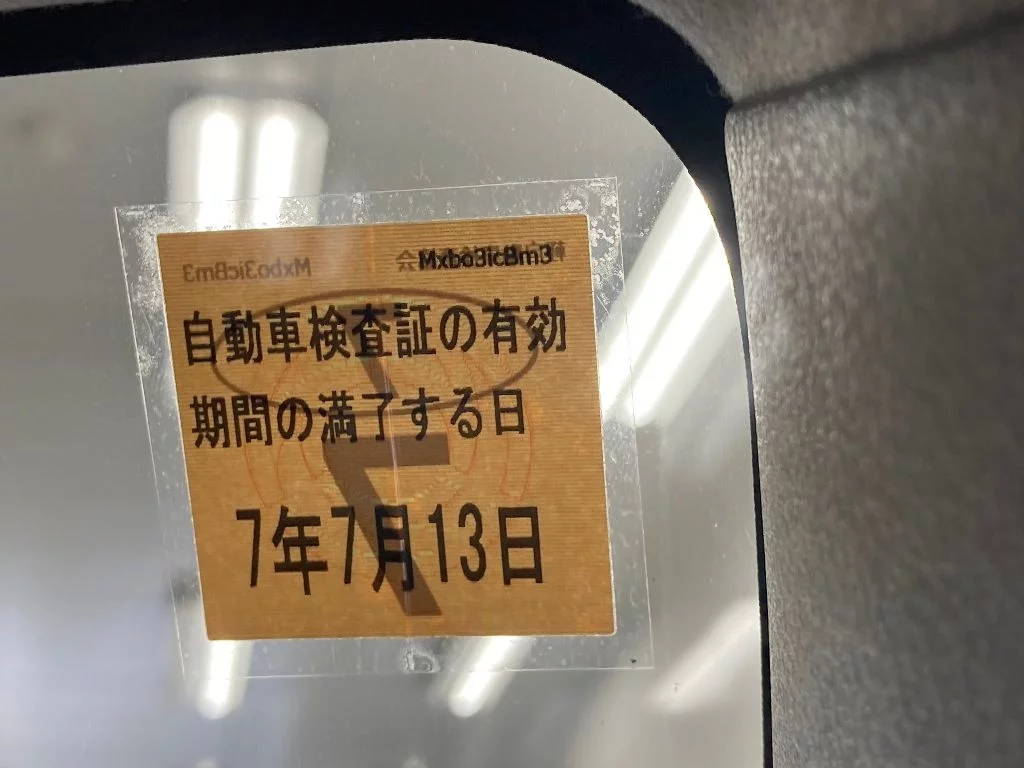 Mxbo3icBm3
自動車検査証の有効
期間の満了する日
7年7月13日